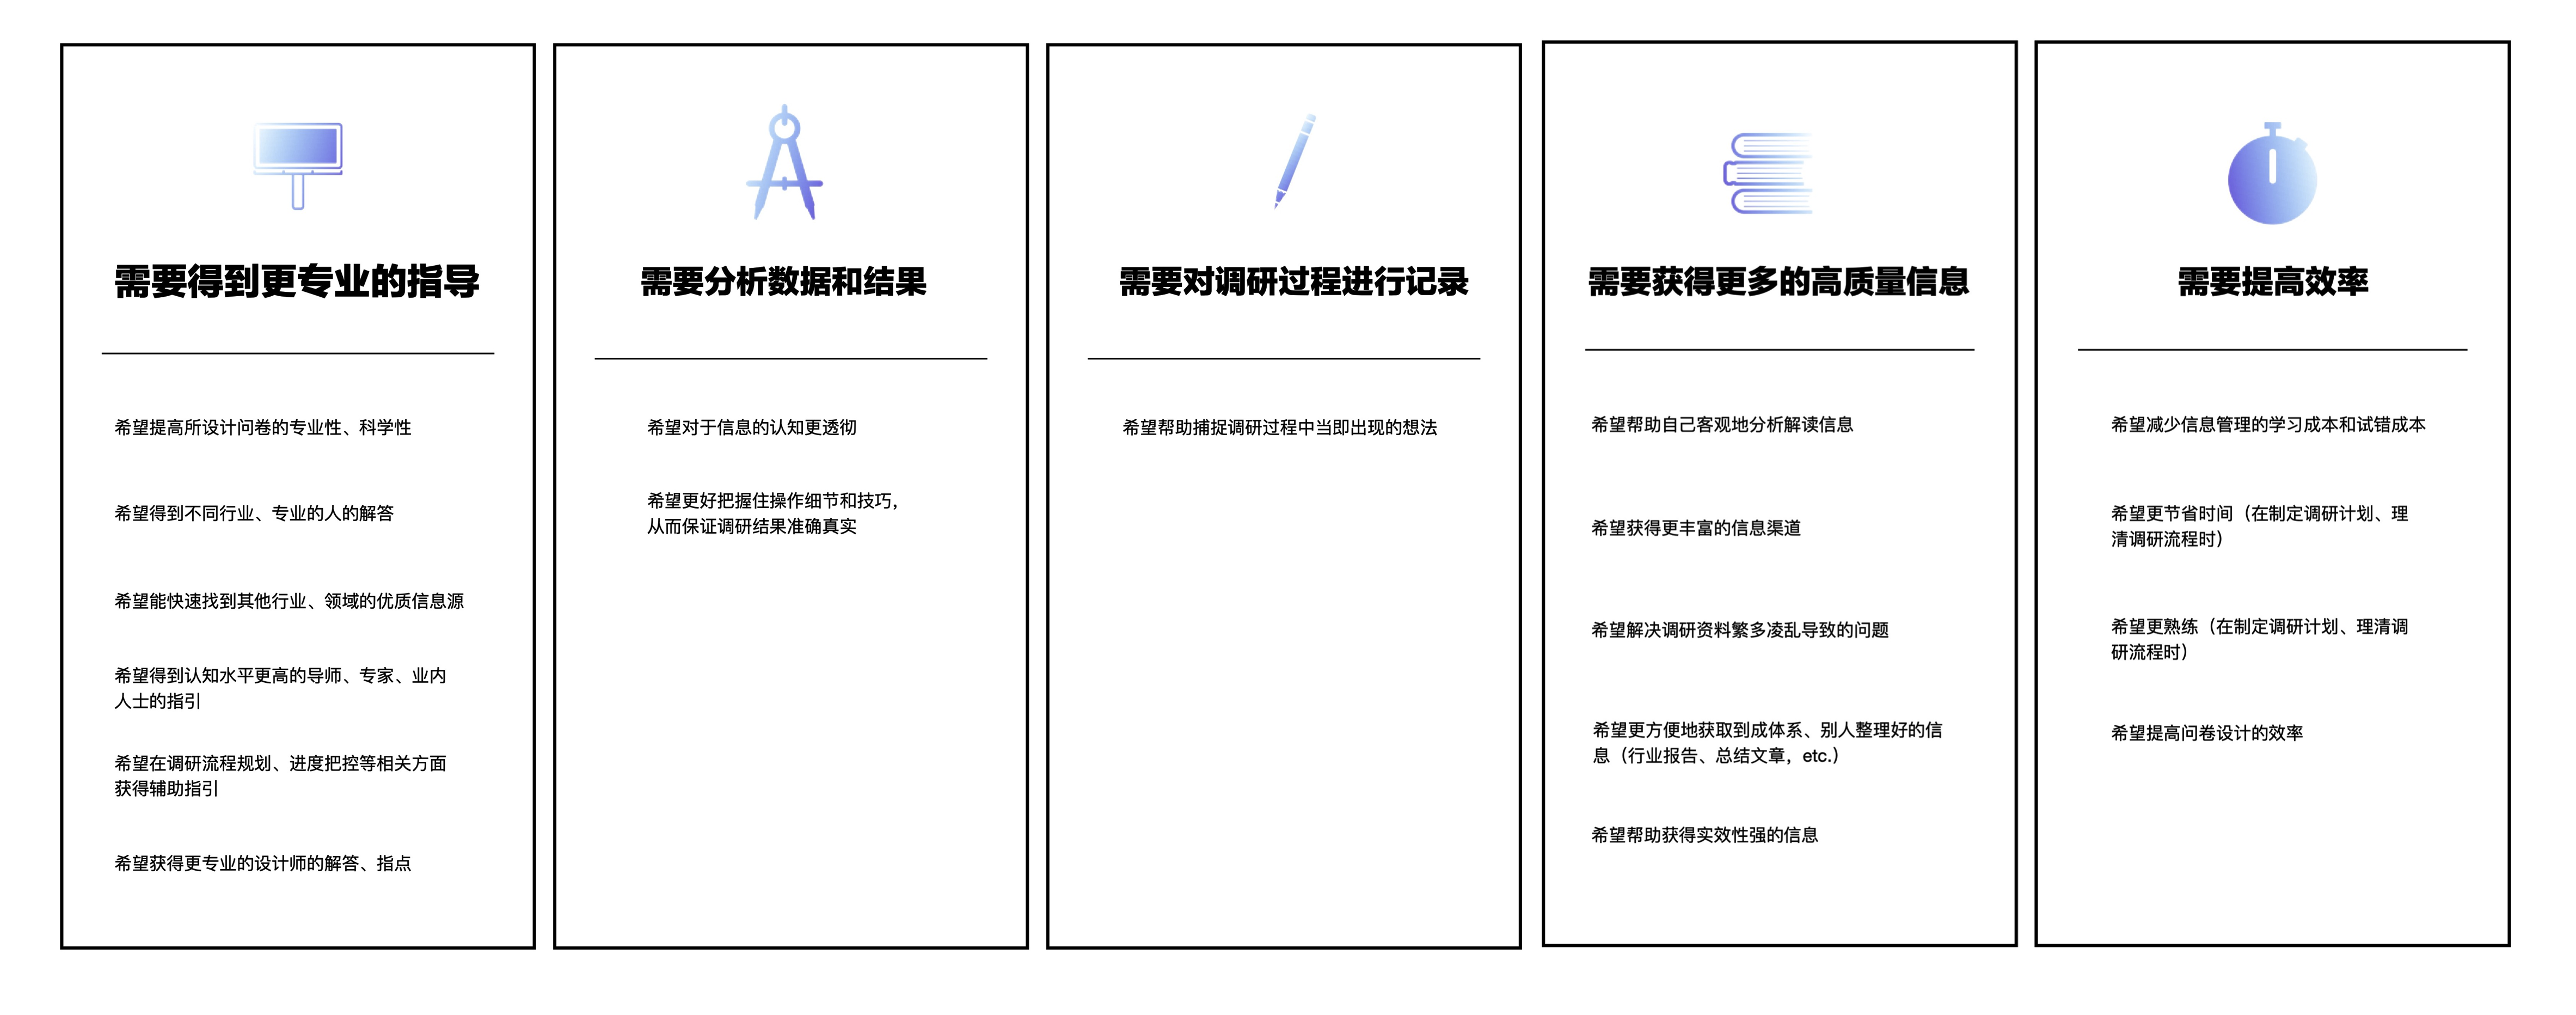 需要得到更专业的指导
希望提高所设计问卷的专业性、科学性
希望得到不同行业、专业的人的解答
希望能快速找到其他行业、领域的优质信息源
希望得到认知水平更高的导师、专家、业内
人士的指引
希望在调研流程规划、进度把控等相关方面
获得辅助指引
希望获得更专业的设计师的解答、指点
需要分析数据和结果
希望对于信息的认知更透彻
希望更好把握住操作细节和技巧，
从而保证调研结果准确真实
需要对调研过程进行记录
希望帮助捕捉调研过程中当即出现的想法
需要获得更多的高质量信息
希望帮助自己客观地分析解读信息
希望获得更丰富的信息渠道
希望解决调研资料繁多凌乱导致的问题
希望更方便地获取到成体系、别人整理好的信
息（行业报告、总结文章，etc.）
希望帮助获得实效性强的信息
需要提高效率
希望减少信息管理的学习成本和试错成本
希望更节省时间（在制定调研计划、理
清调研流程时）
希望更熟练（在制定调研计划、理清调
研流程时）
希望提高问卷设计的效率